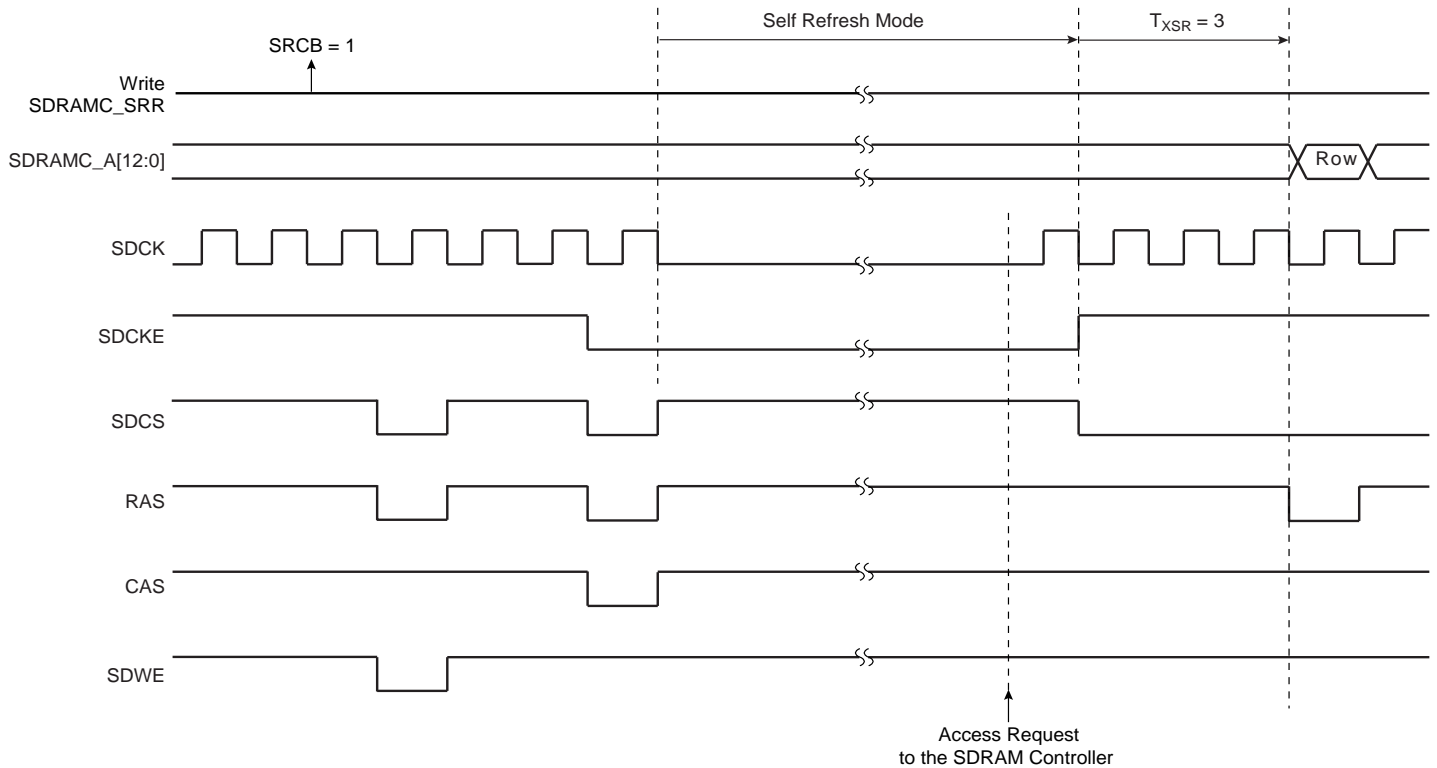 Self Refresh Mode
T_XSR = 3
SRCB = 1
Write
SDRAMC_SRR
SDRAMC_A[12:0]
Row
SDCK
SDCKE
SDCS
RAS
CAS
SDWE
Access Request
to the SDRAM Controller